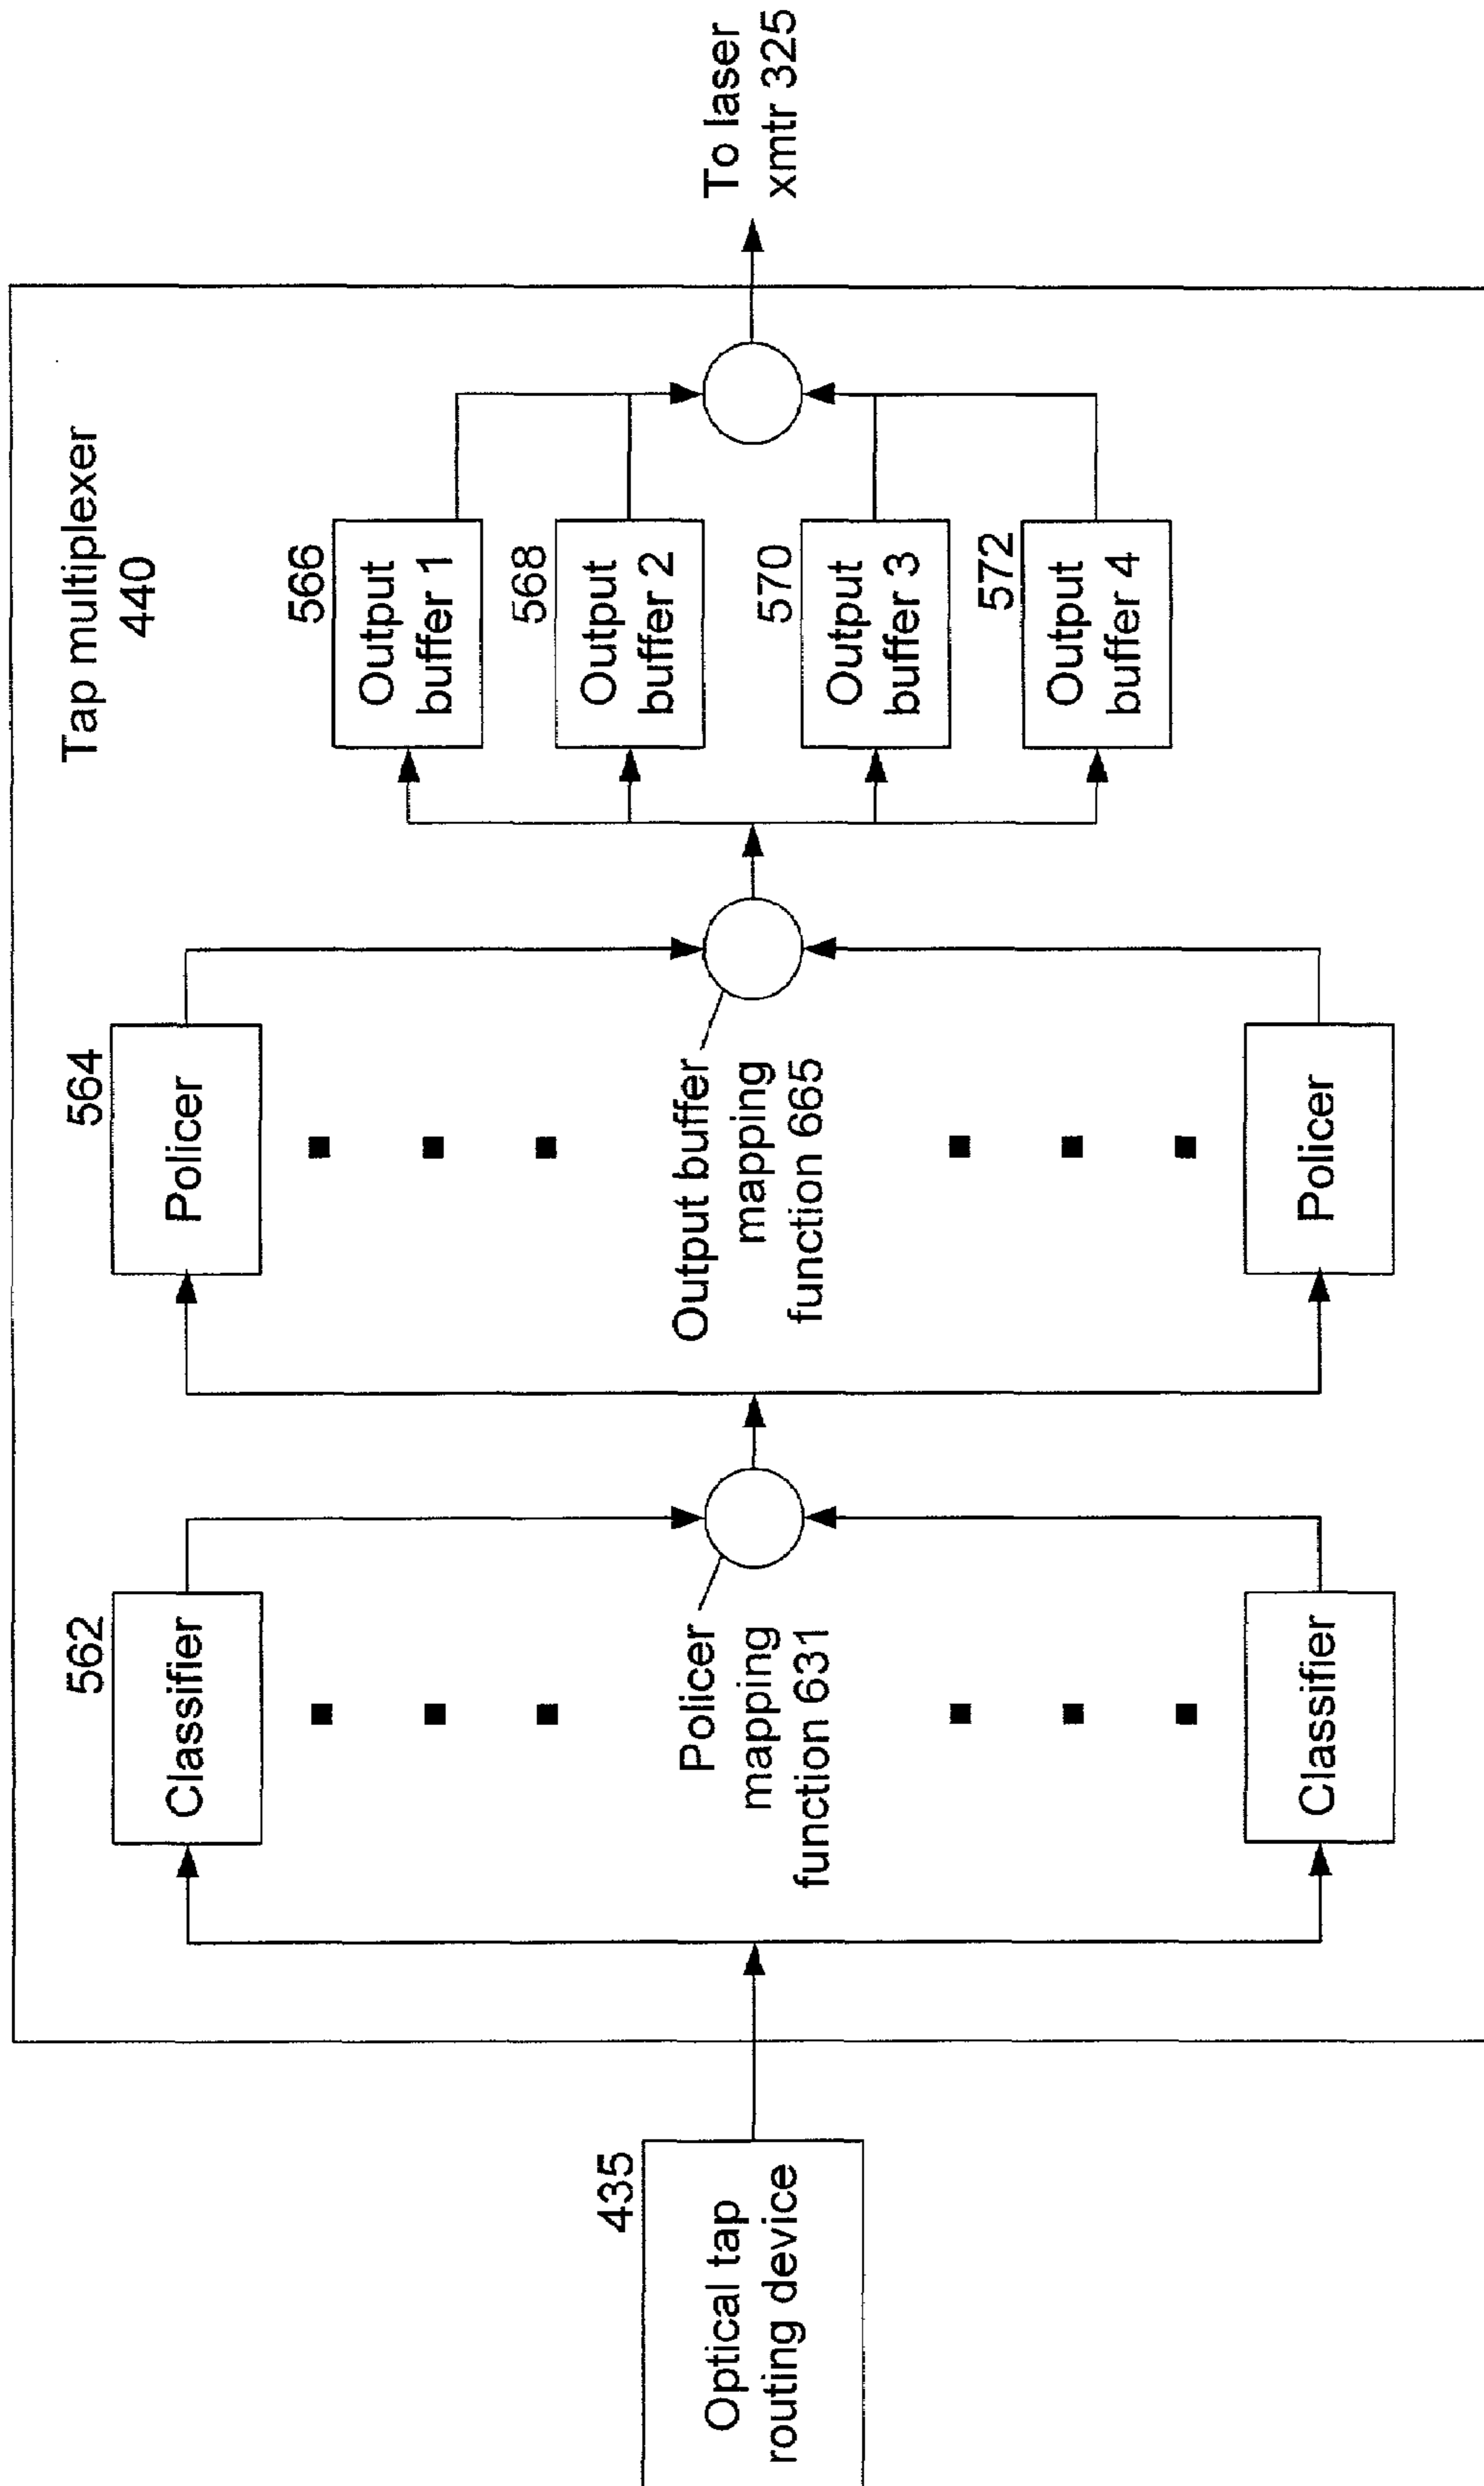 Tap multiplexer
440
435
Optical tap
routing device
562
Classifier
Policer
mapping
function 631
Classifier
564
Policer
Output buffer
mapping
function 665
Policer
566
Output
buffer 1
568
Output
buffer 2
570
Output
buffer 3
572
Output
buffer 4
To laser
xmtr 325